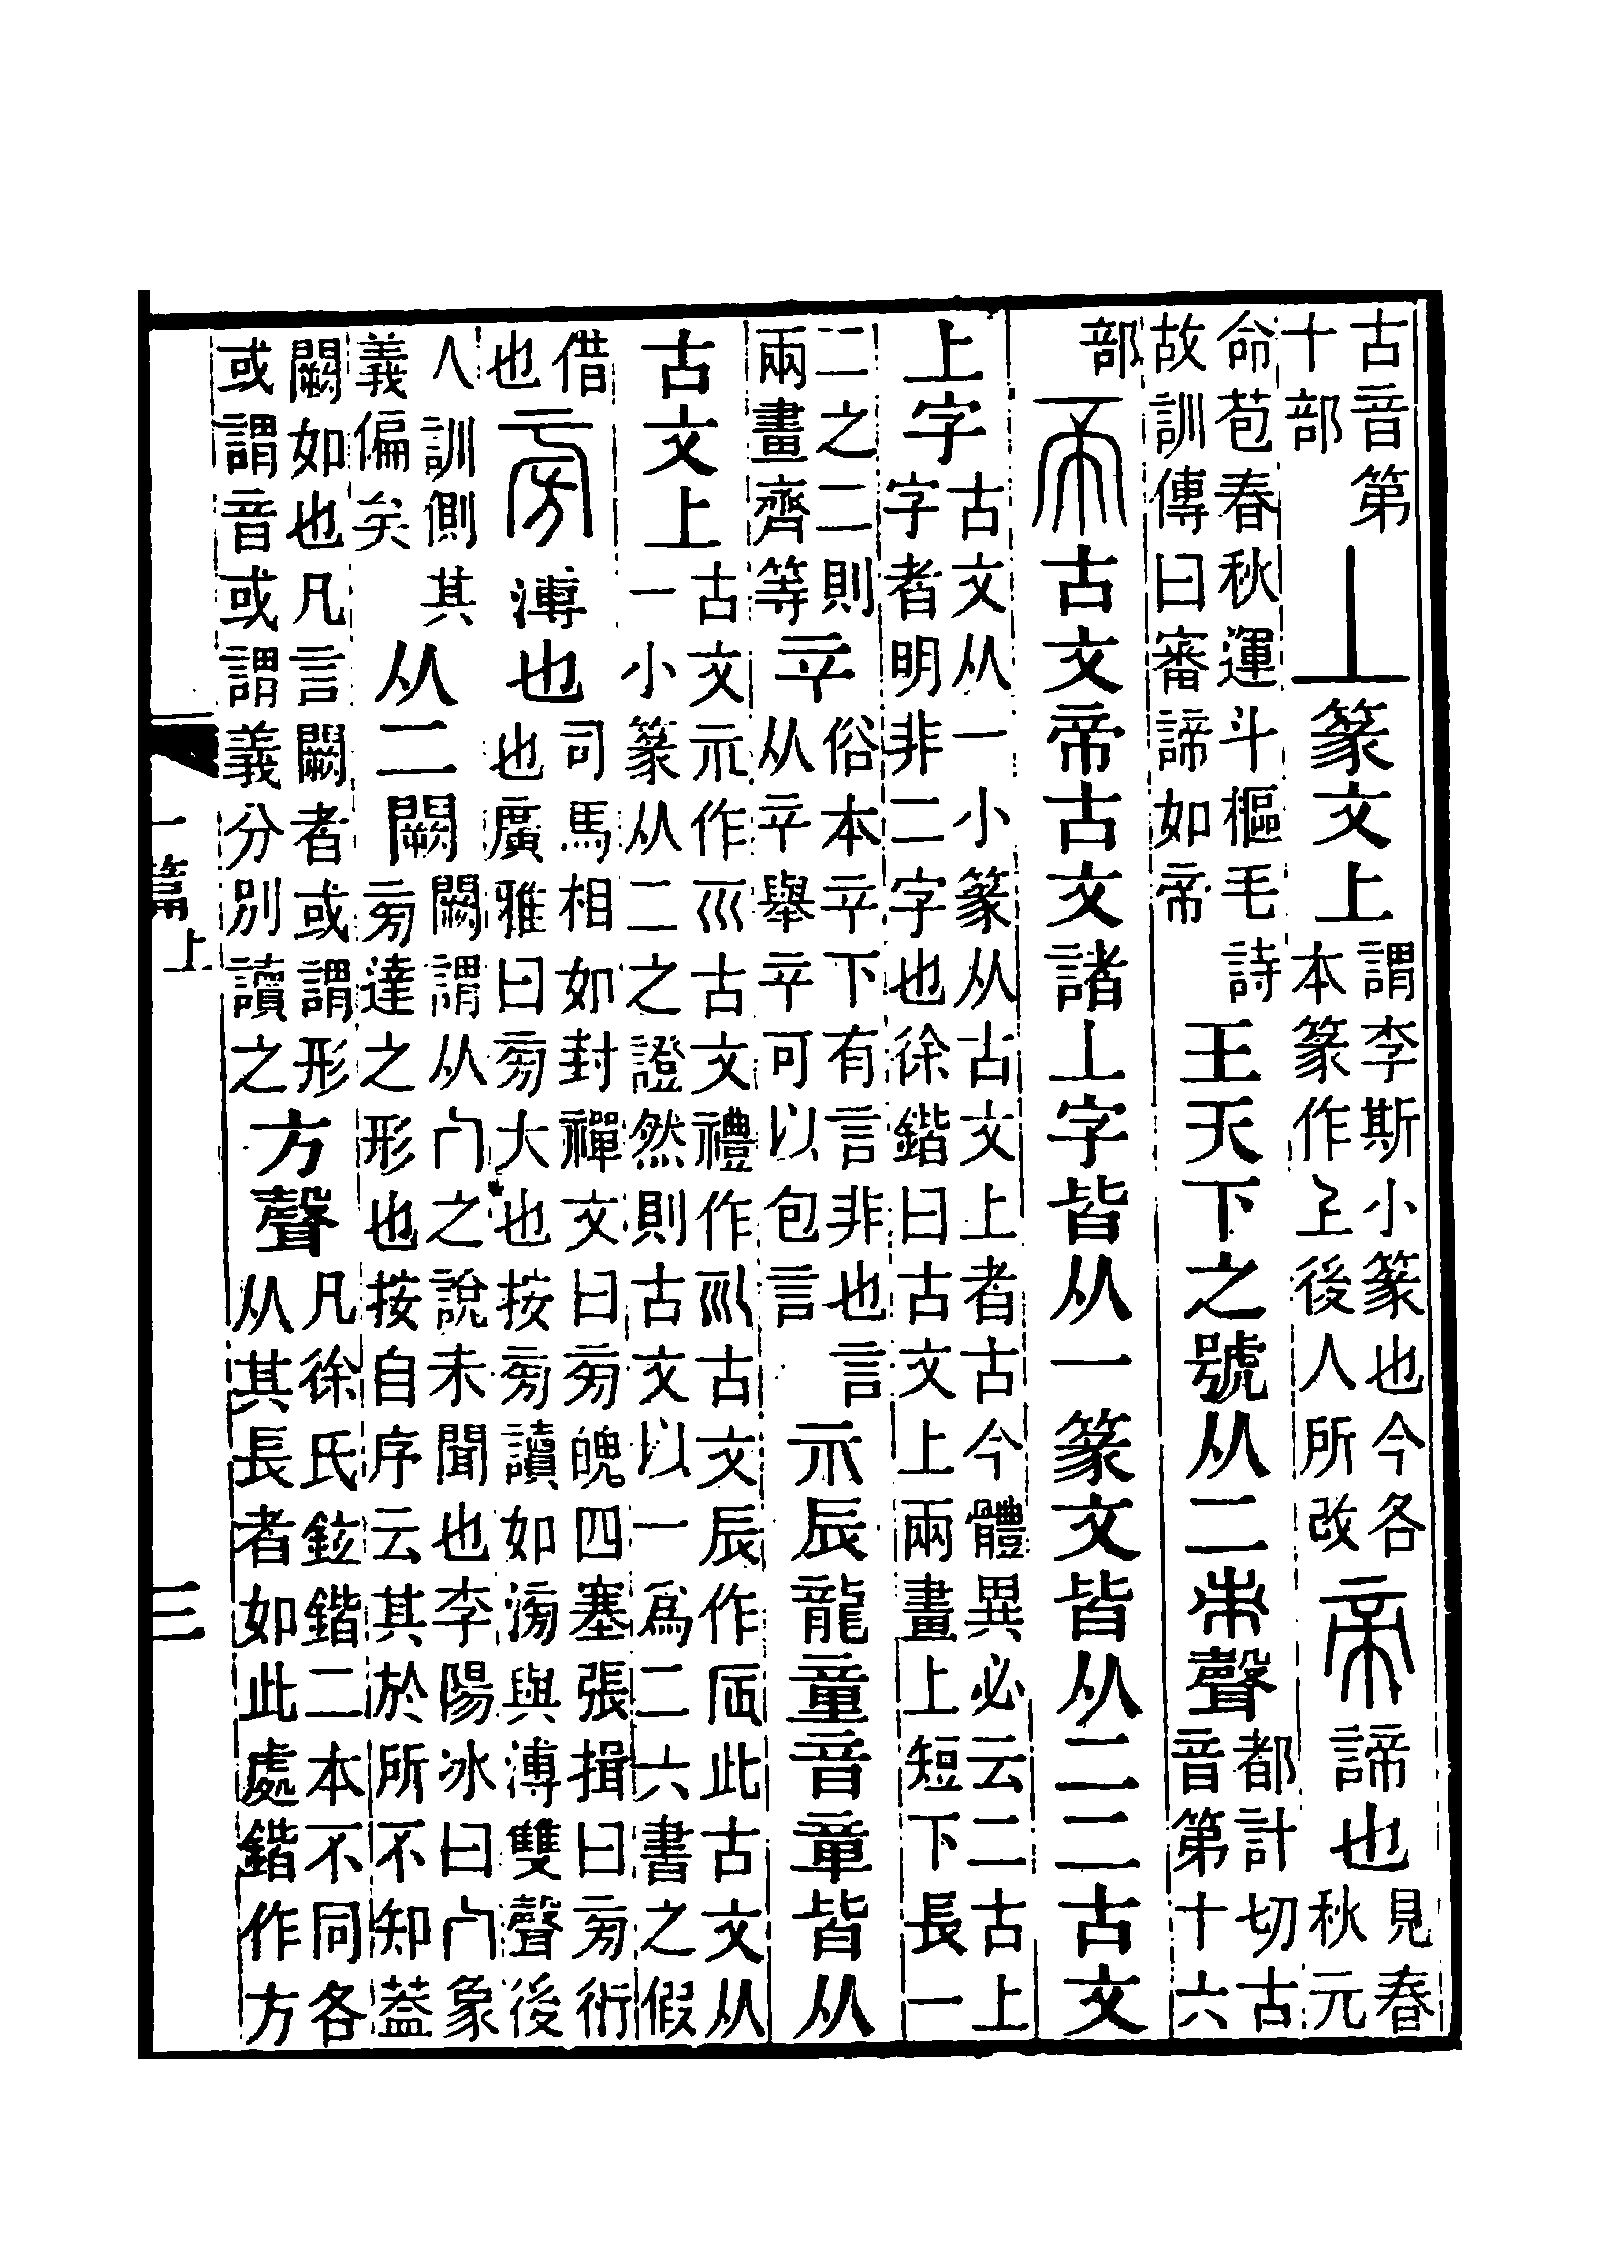 古音第十部丄篆文上謂李斯小篆也今各本篆作𠄞後人所改帝諦也見春秋元
命苞春秋運斗樞毛詩故訓傳曰審諦如帝王天下之號从二朿聲都計切古音第十六
部古文帝古文諸丄字皆从一篆文皆从二二古文
上字古文从一小篆从古文上者古今體異必云二古上字者明非二字也徐鍇曰古文上兩畫上短下長一
二之二則兩畫齊等䇂俗本䇂下有言非也言从䇂舉䇂可以包言示辰龍童音章皆从
古文上古文示作古文禮作古文辰作此古文从一小篆从二之證然則古文以一爲二六書之假
借也旁溥也司馬相如封禪文曰旁魄四塞張揖曰旁衍也廣雅曰旁大也按旁讀如滂與溥雙聲後
人訓側其義偏矣从二闕闕謂从冂之說未聞也李陽冰曰冂象旁達之形也按自序云其於所不知蓋
闕如也凡言闕者或謂形或謂音或謂義分別讀之方聲凡徐氏鉉鍇二本不同各从其長者如此處鍇作方
一篇上
三